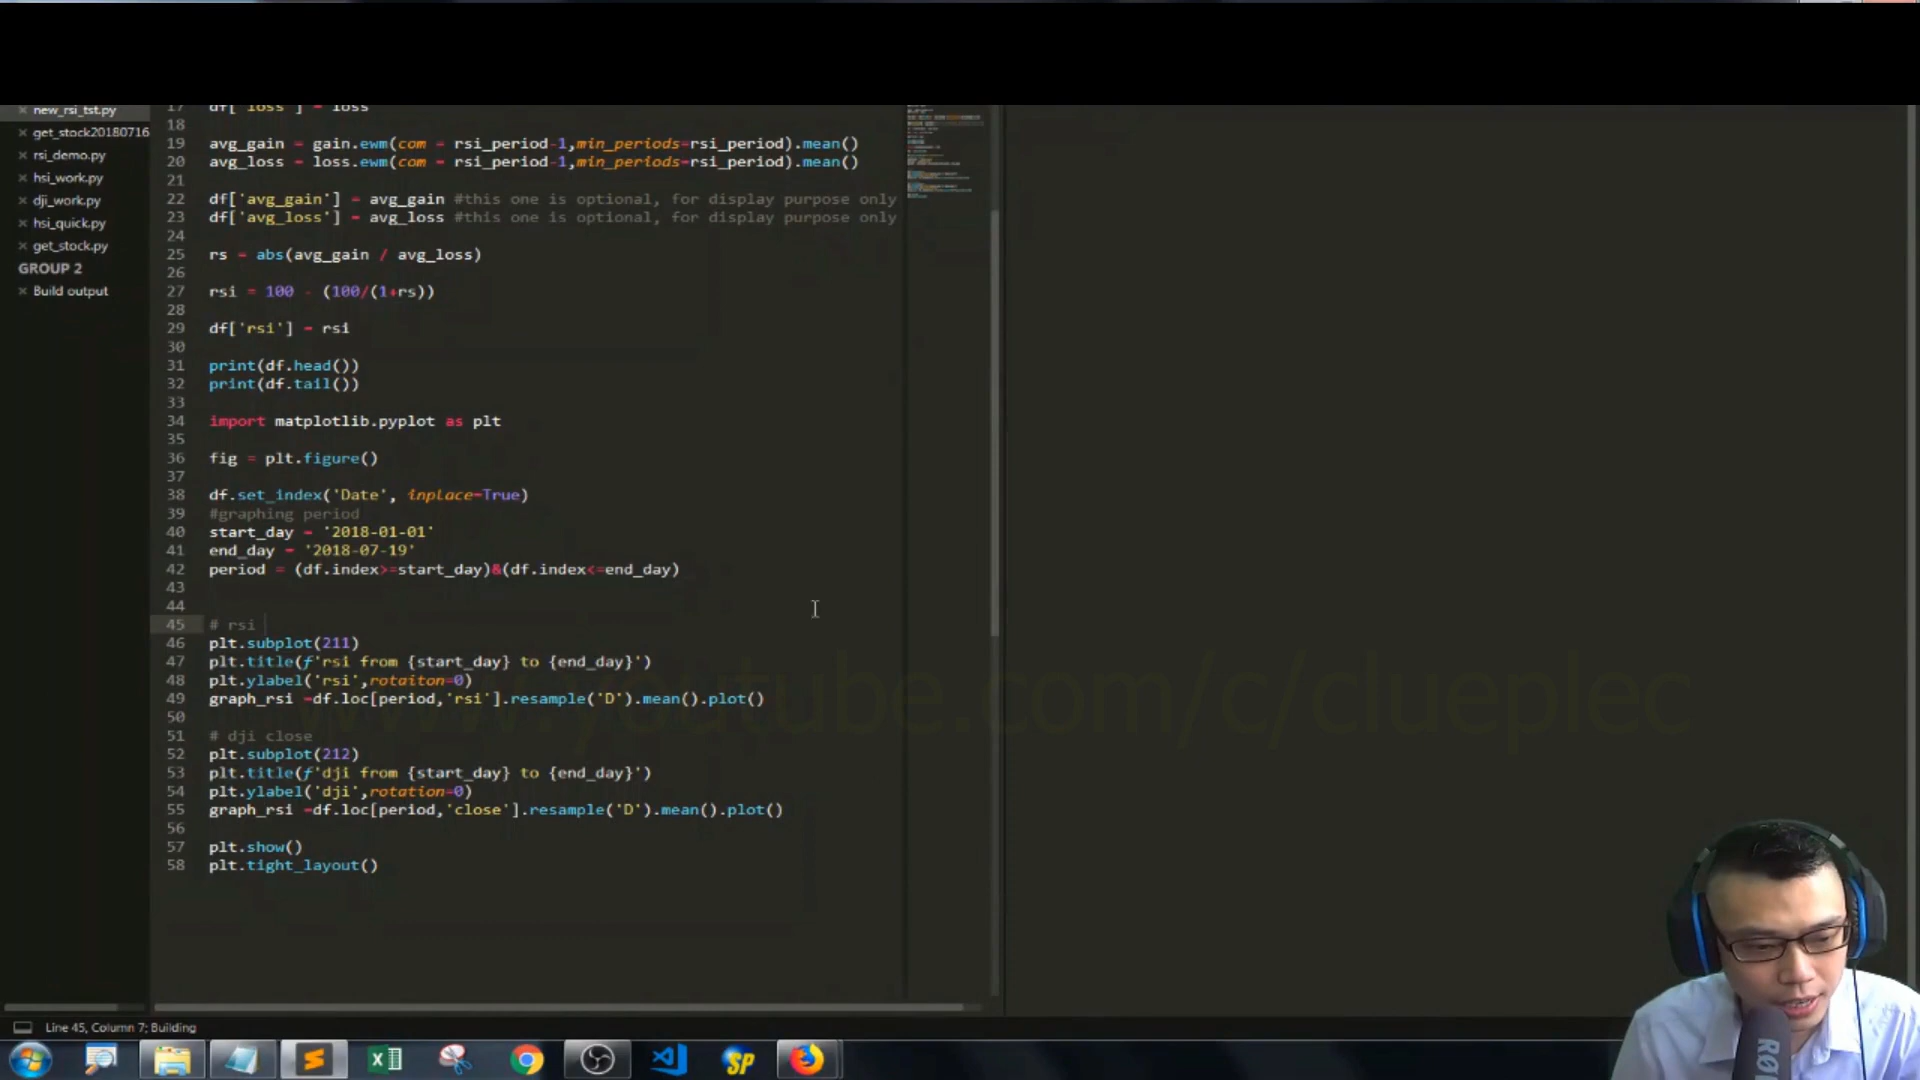 new_rsi_tst.py
get_stock20180716
rsi_demo.py
hsi_work.py
dji_work.py
hsi_quick.py
get_stock.py
GROUP 2
Build output
17 df['loss'] = loss
18
19 avg_gain = gain.ewm(com = rsi_period-1,min_periods=rsi_period).mean()
20 avg_loss = loss.ewm(com = rsi_period-1,min_periods=rsi_period).mean()
21
22 df['avg_gain'] = avg_gain #this one is optional, for display purpose only
23 df['avg_loss'] = avg_loss #this one is optional, for display purpose only
24
25 rs = abs(avg_gain / avg_loss)
26
27 rsi = 100 - (100/(1+rs))
28
29 df['rsi'] = rsi
30
31 print(df.head())
32 print(df.tail())
33
34 import matplotlib.pyplot as plt
35
36 fig = plt.figure()
37
38 df.set_index('Date', inplace=True)
39 #graphing period
40 start_day = '2018-01-01'
41 end_day = '2018-07-19'
42 period = (df.index>=start_day)&(df.index<=end_day)
43
44
45 # rsi
46 plt.subplot(211)
47 plt.title(f'rsi from {start_day} to {end_day}')
48 plt.ylabel('rsi',rotaiton=0)
49 graph_rsi =df.loc[period,'rsi'].resample('D').mean().plot()
50
51 # dji close
52 plt.subplot(212)
53 plt.title(f'dji from {start_day} to {end_day}')
54 plt.ylabel('dji',rotation=0)
55 graph_rsi =df.loc[period,'close'].resample('D').mean().plot()
56
57 plt.show()
58 plt.tight_layout()
www.youtube.com/c/clueplec
Line 45, Column 7; Building
SP